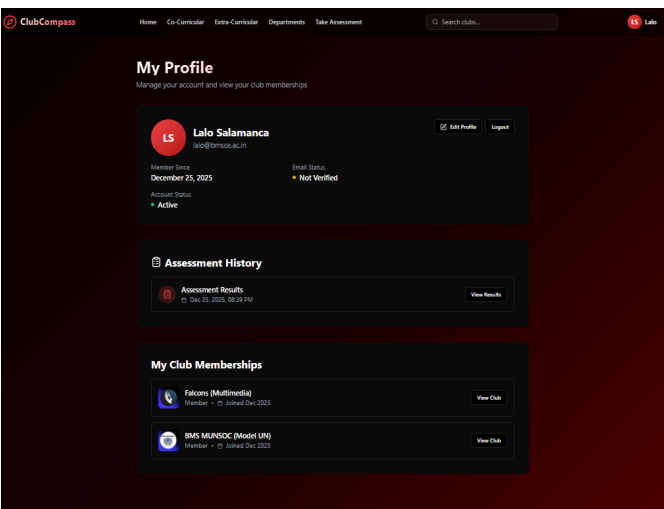 ClubCompass
Home Co-Curricular Extra-Curricular Departments Take Assessment
Search clubs...
LS Lalo
My Profile
Manage your account and view your club memberships
LS
Lalo Salamanca
lalo@bmsce.ac.in
Edit Profile Logout
Member Since
December 25, 2025
Email Status
Not Verified
Account Status
Active
Assessment History
Assessment Results
Dec 25, 2025, 08:39 PM
View Results
My Club Memberships
Falcons (Multimedia)
Member • Joined Dec 2025
View Club
BMS MUNSOC (Model UN)
Member • Joined Dec 2025
View Club